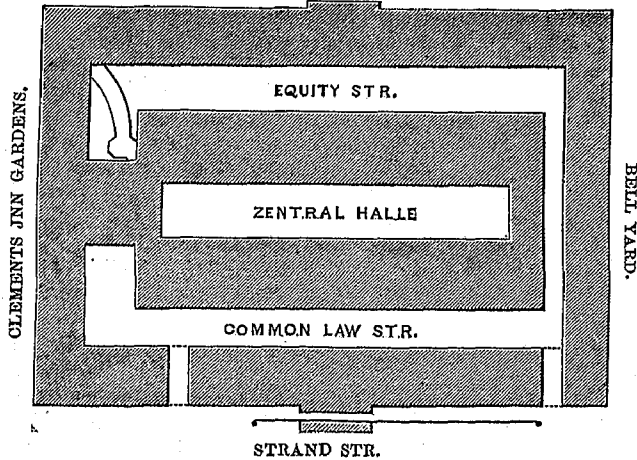 EQUITY STR.
CLEMENTS JNN GARDENS.
ZENTRAL HALLE
BELL YARD.
COMMON LAW STR.
STRAND STR.